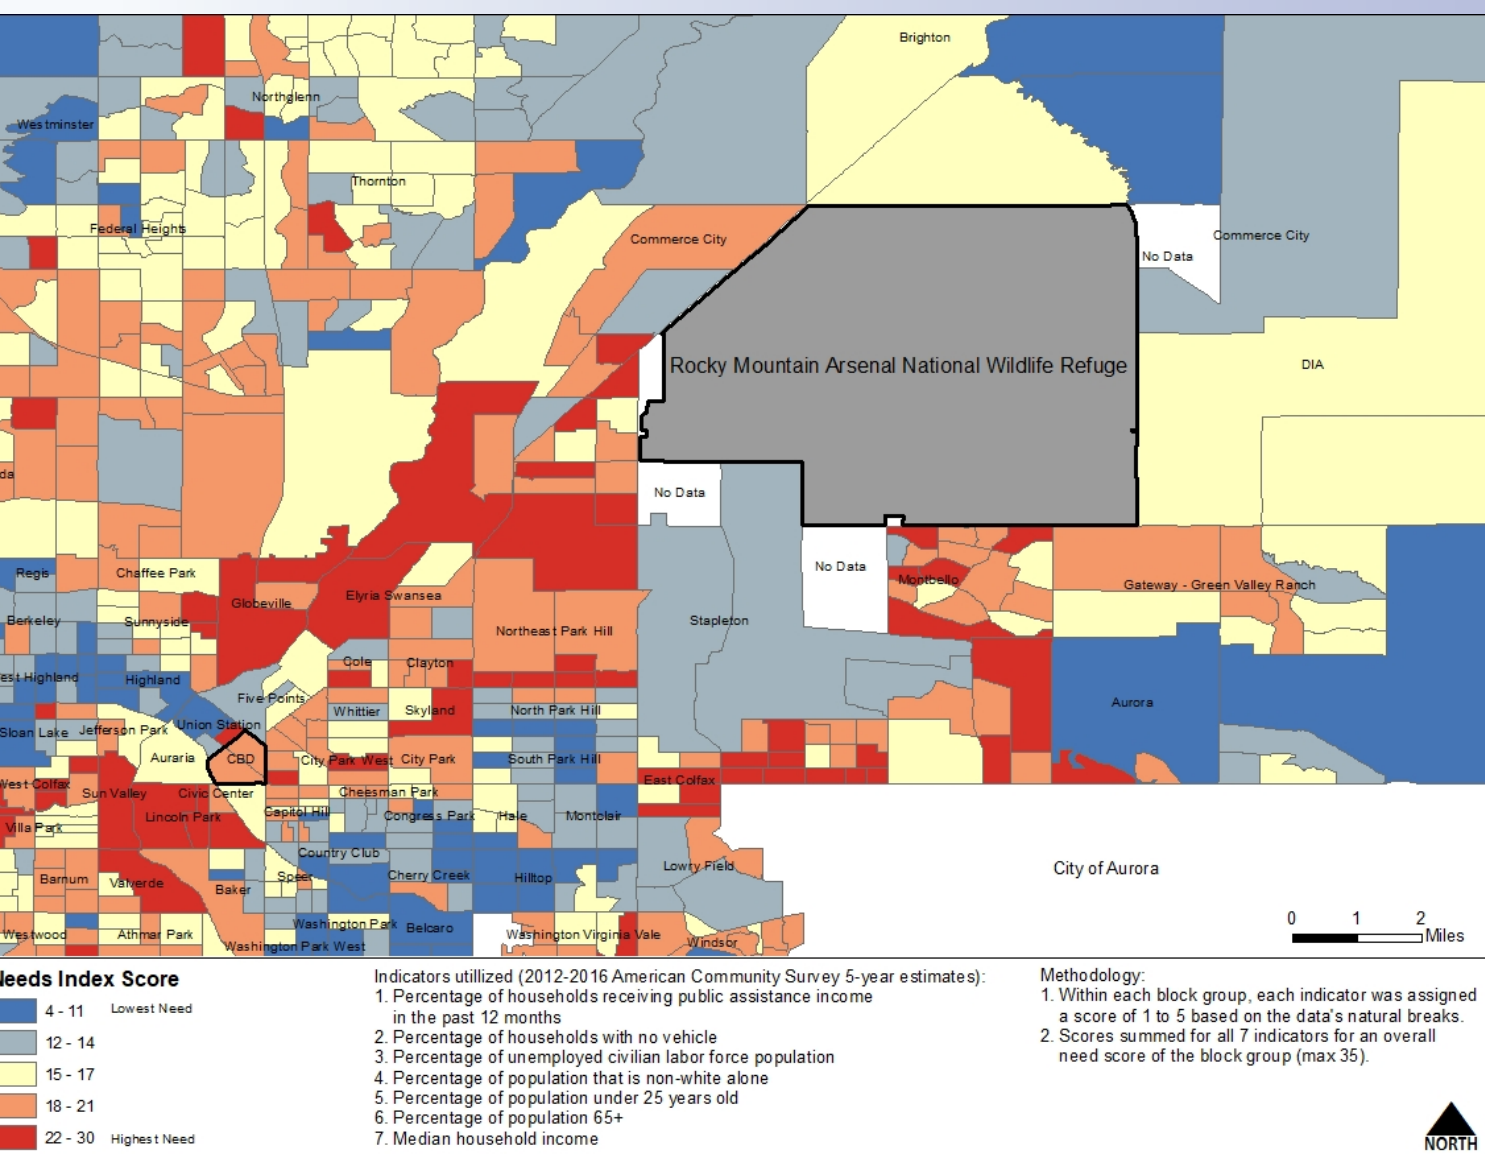 Brighton
Northglenn
Westminster
Thornton
Federal Heights
Commerce City
Commerce City
No Data
Rocky Mountain Arsenal National Wildlife Refuge
DIA
da
No Data
No Data
Regis
Chaffee Park
Montbello
Gateway - Green Valley Ranch
Globeville
Elyria Swansea
Berkeley
Sunnyside
Northeast Park Hill
Stapleton
Cole
Clayton
est Highland
Highland
Five Points
Aurora
Whittier
Skyland
North Park Hill
Sloan Lake
Jefferson Park
Union Station
Auraria
CBD
City Park West
City Park
South Park Hill
West Colfax
Sun Valley
Civic Center
Cheesman Park
East Colfax
Lincoln Park
Capitol Hill
Congress Park
Hale
Montclair
Villa Park
Country Club
Lowry Field
City of Aurora
Barnum
Valverde
Baker
Speer
Cherry Creek
Hilltop
Washington Park
Belcaro
Westwood
Athmar Park
Washington Park West
Washington Virginia Vale
Windsor
0 1 2
Miles
Needs Index Score
4 - 11 Lowest Need
12 - 14
15 - 17
18 - 21
22 - 30 Highest Need
Indicators utillized (2012-2016 American Community Survey 5-year estimates):
1. Percentage of households receiving public assistance income
in the past 12 months
2. Percentage of households with no vehicle
3. Percentage of unemployed civilian labor force population
4. Percentage of population that is non-white alone
5. Percentage of population under 25 years old
6. Percentage of population 65+
7. Median household income
Methodology:
1. Within each block group, each indicator was assigned
a score of 1 to 5 based on the data's natural breaks.
2. Scores summed for all 7 indicators for an overall
need score of the block group (max 35).
NORTH